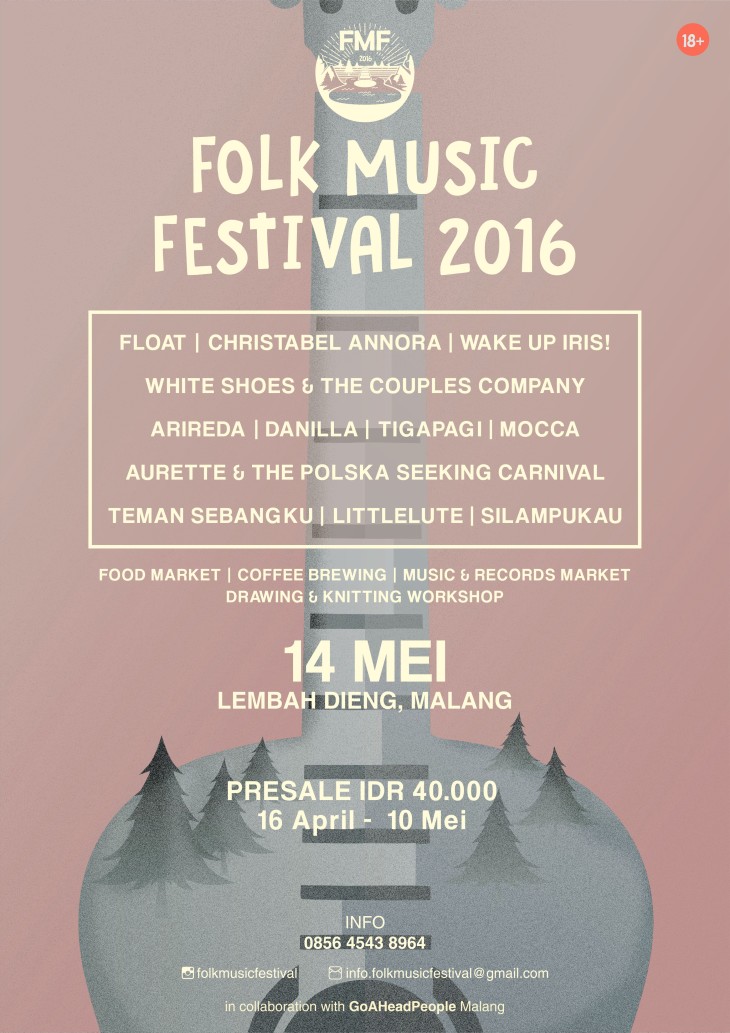 18+
FMF
2016
FOLK MUSIC
FESTIVAL 2016
FLOAT | CHRISTABEL ANNORA | WAKE UP IRIS!
WHITE SHOES & THE COUPLES COMPANY
ARIREDA | DANILLA | TIGAPAGI | MOCCA
AURETTE & THE POLSKA SEEKING CARNIVAL
TEMAN SEBANGKU | LITTLELUTE | SILAMPUKAU
FOOD MARKET | COFFEE BREWING | MUSIC & RECORDS MARKET
DRAWING & KNITTING WORKSHOP
14 MEI
LEMBAH DIENG, MALANG
PRESALE IDR 40.000
16 April - 10 Mei
INFO
0856 4543 8964
folkmusicfestival info.folkmusicfestival@gmail.com
in collaboration with GoAHeadPeople Malang